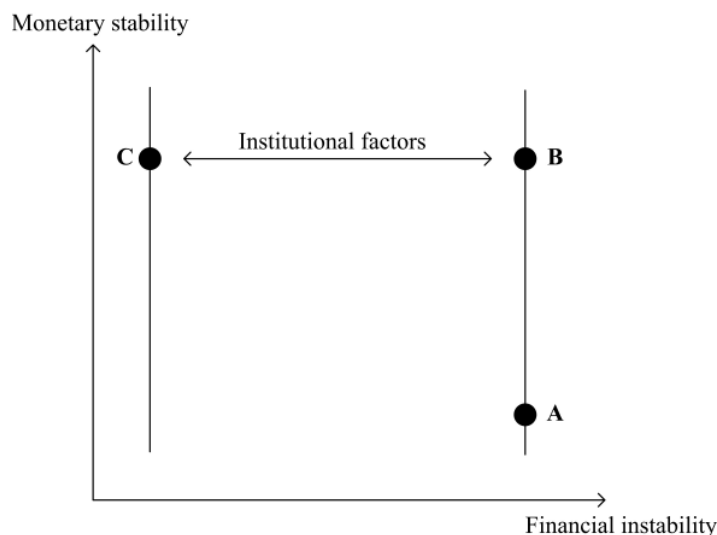 Monetary stability
Institutional factors
C
B
A
Financial instability